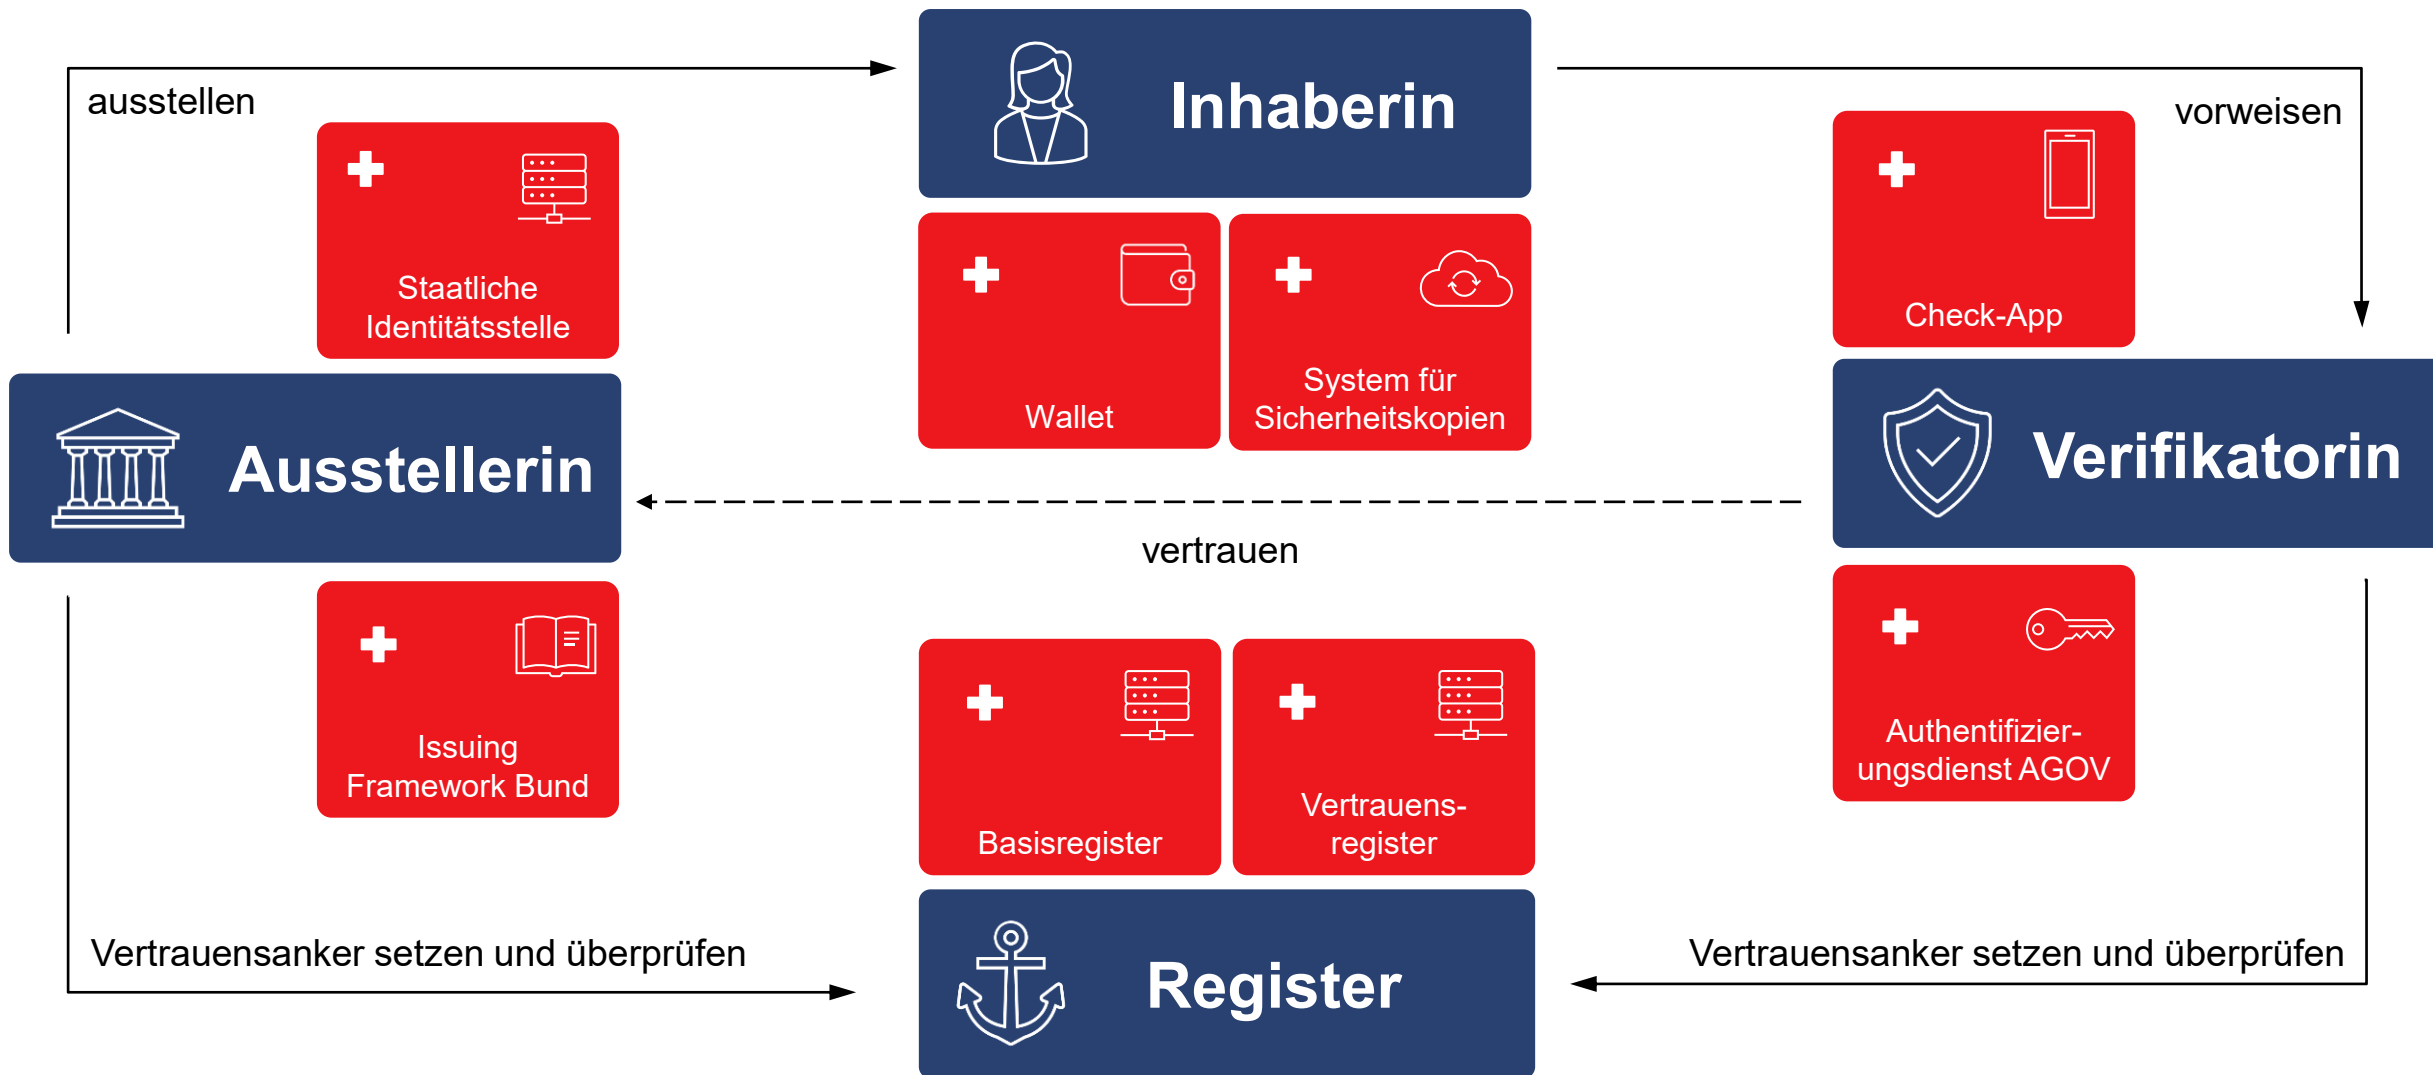 Inhaberin
ausstellen
vorweisen
Staatliche
Identitätsstelle
Wallet
System für
Sicherheitskopien
Check-App
Ausstellerin
Verifikatorin
vertrauen
Issuing
Framework Bund
Basisregister
Vertrauens-
register
Authentifizier-
ungsdienst AGOV
Vertrauensanker setzen und überprüfen
Vertrauensanker setzen und überprüfen
Register